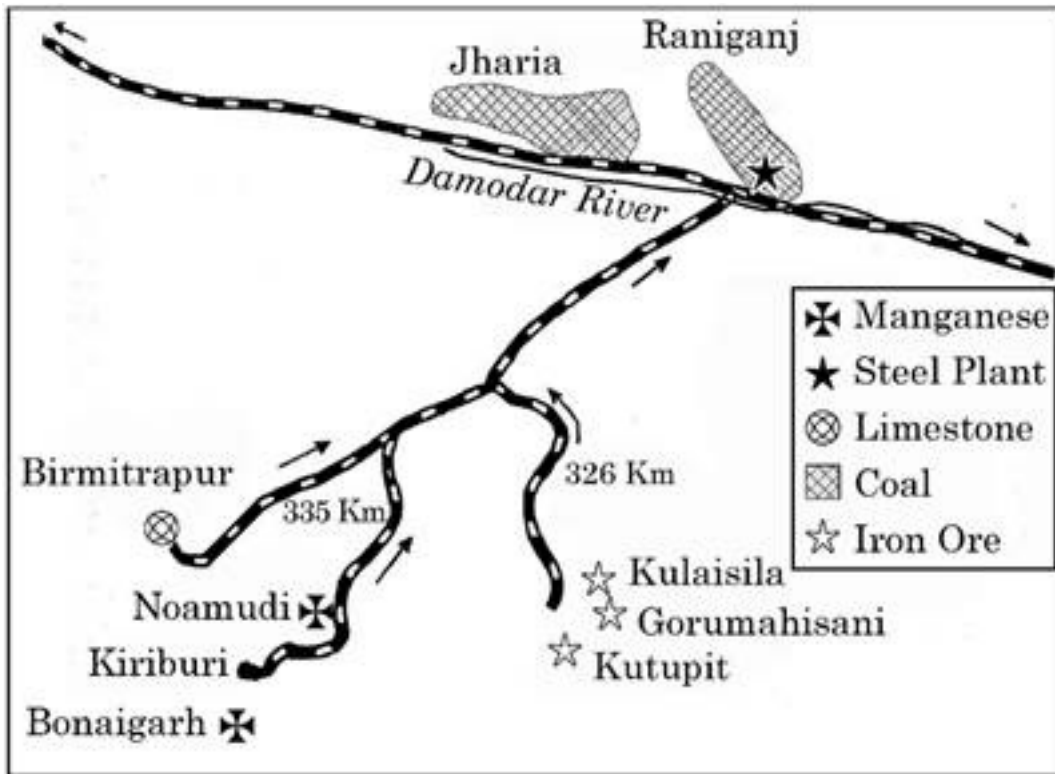 Raniganj
Jharia
Damodar River
Manganese
Steel Plant
Limestone
Coal
Iron Ore
Birmitrapur
335 Km
326 Km
Noamudi
Kiriburi
Bonaigarh
Kulaisila
Gorumahisani
Kutupit